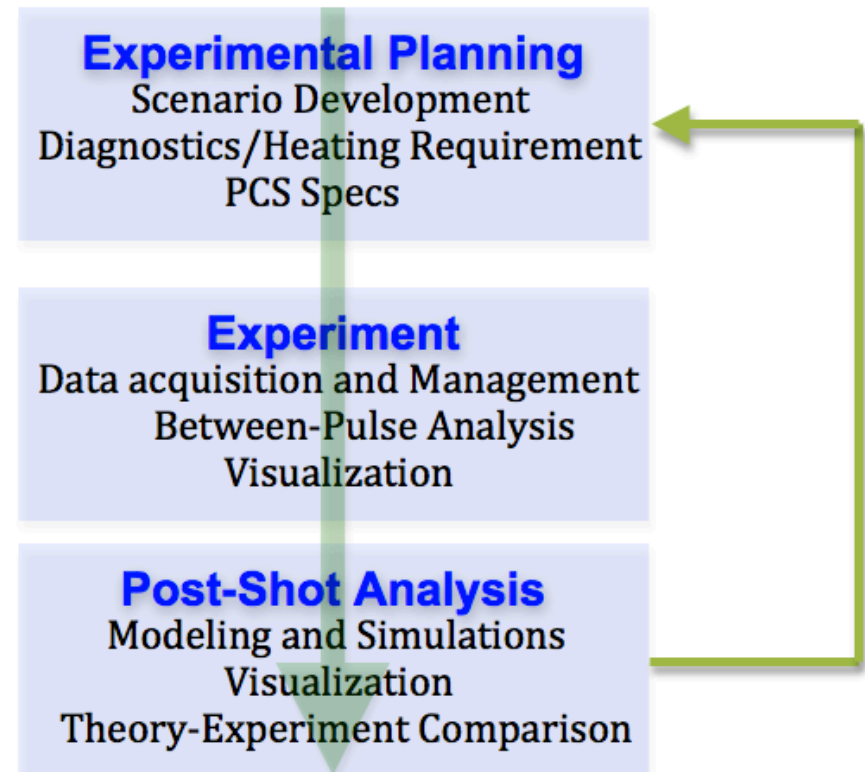 Experimental Planning
Scenario Development
Diagnostics/Heating Requirement
PCS Specs
Experiment
Data acquisition and Management
Between-Pulse Analysis
Visualization
Post-Shot Analysis
Modeling and Simulations
Visualization
Theory-Experiment Comparison